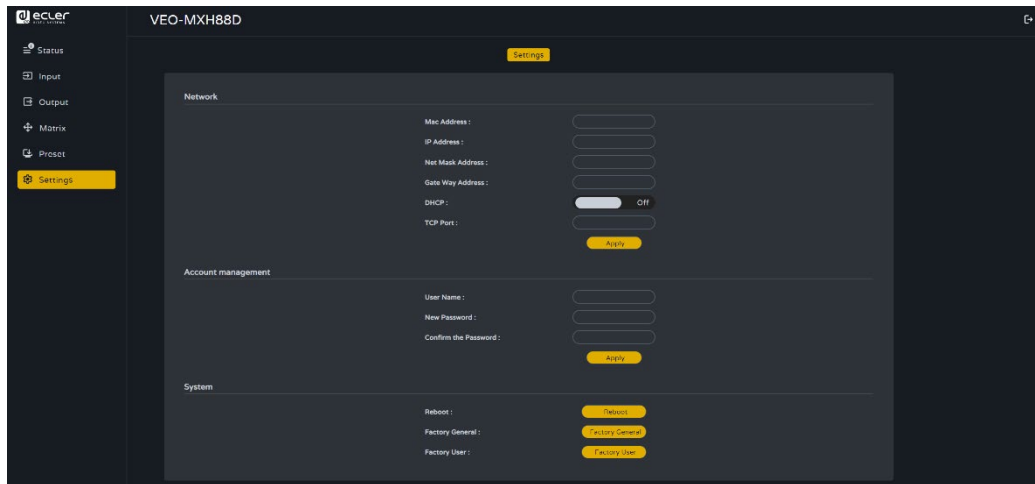 ecler
VEO-MXH88D
Status
Input
Output
Matrix
Preset
Settings
Settings
Network
Mac Address :
IP Address :
Net Mask Address :
Gate Way Address :
DHCP :
Off
TCP Port :
Apply
Account management
User Name :
New Password :
Confirm the Password :
Apply
System
Reboot :
Reboot
Factory General :
Factory General
Factory User :
Factory User